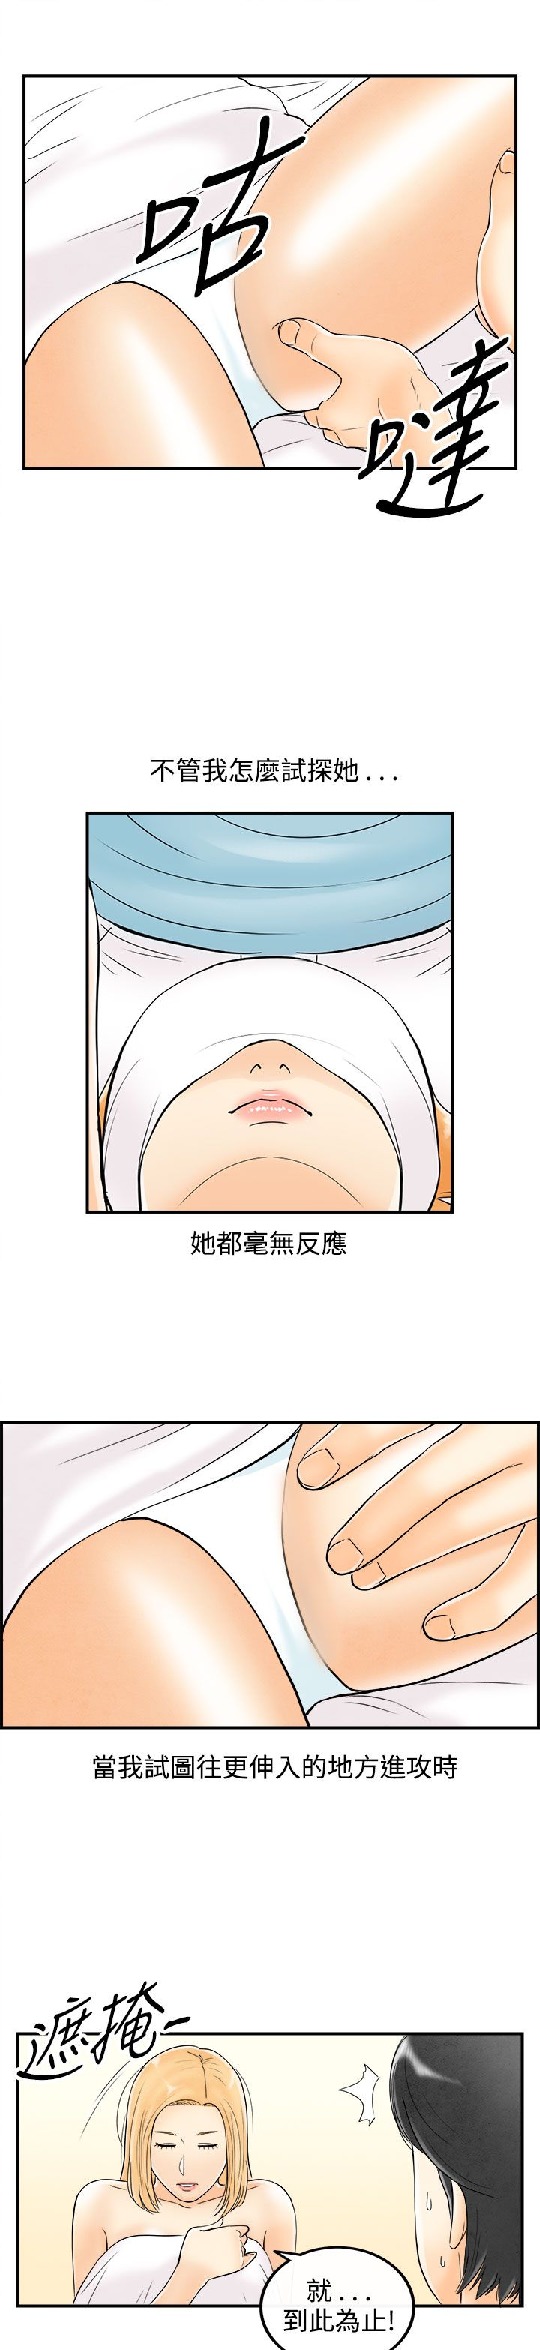 咕
噠
不管我怎麼試探她...
她都毫無反應
當我試圖往更伸入的地方進攻時
遮掩~
就...
到此為止!